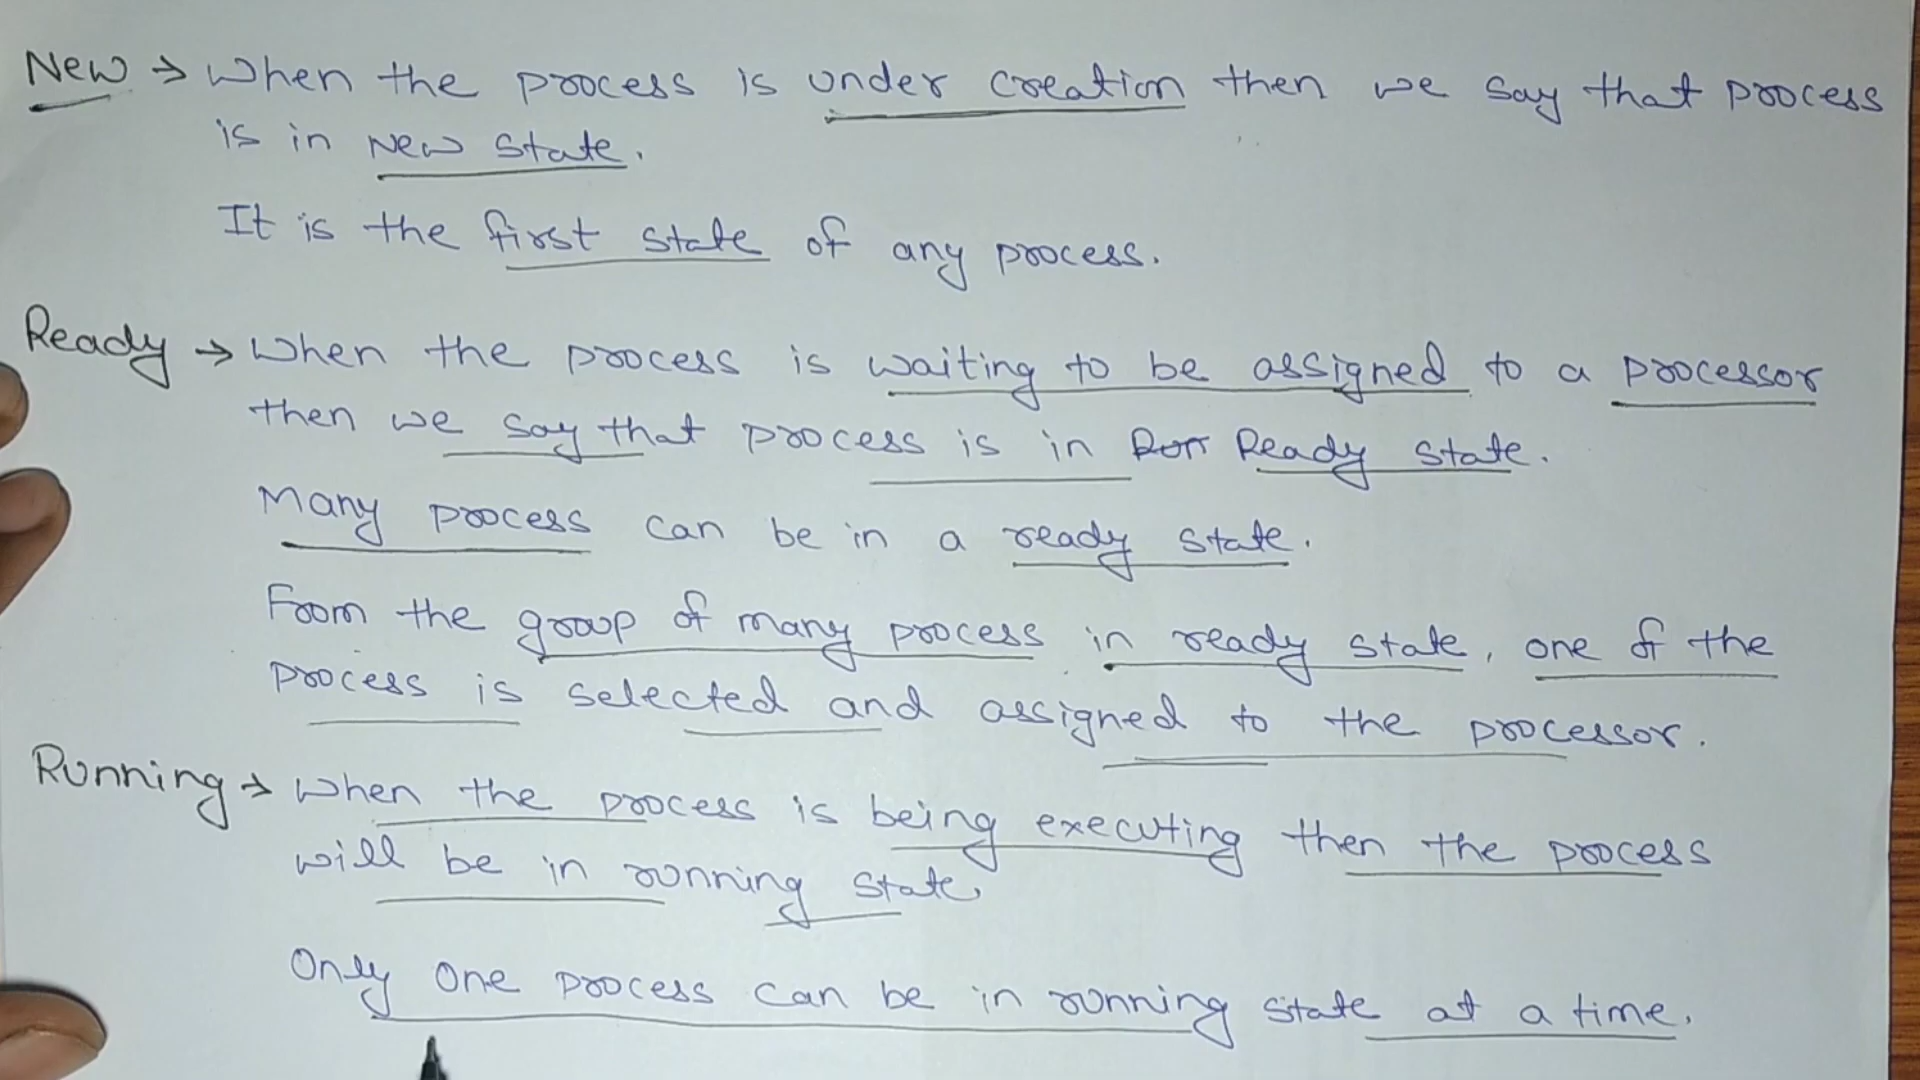 New → When the process is under creation then we say that process
is in New state.
It is the first state of any process.
Ready → When the process is waiting to be assigned to a processor
then we say that process is in Ready state.
Many process can be in a ready state.
From the group of many process in ready state, one of the
process is selected and assigned to the processor.
Running → When the process is being executing then the process
will be in running state.
Only one process can be in running state at a time.